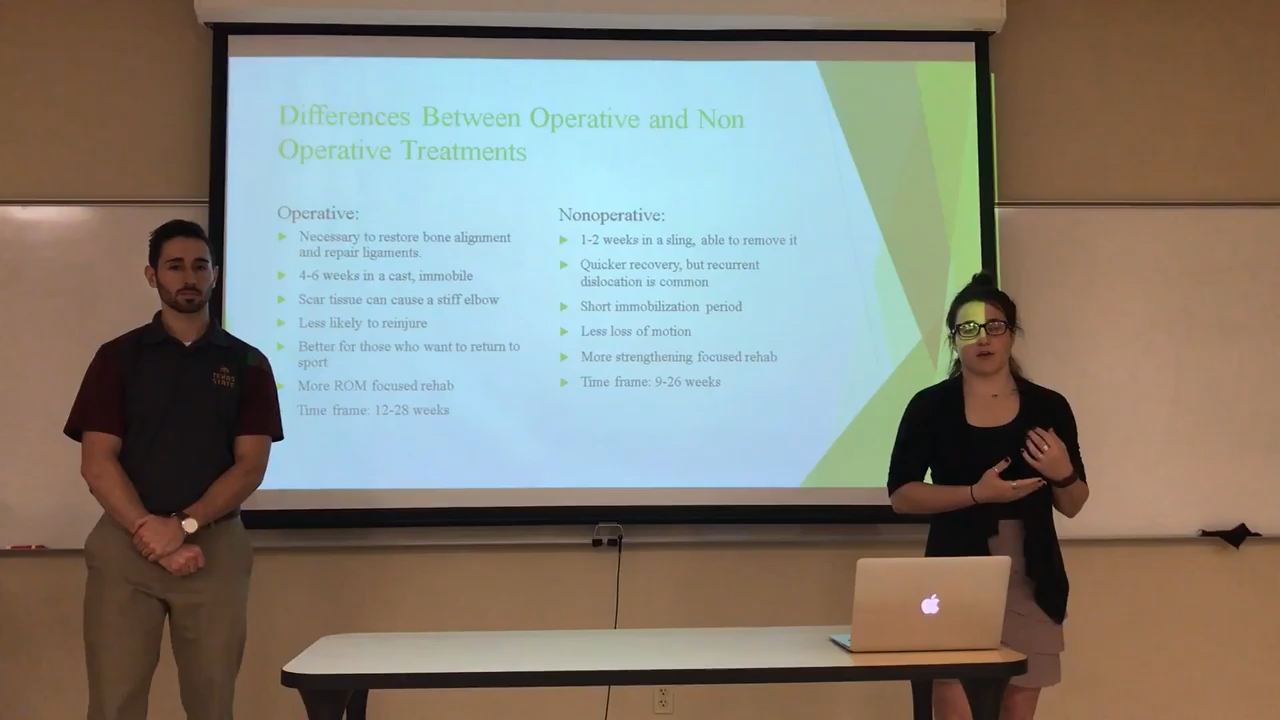 Differences Between Operative and Non
Operative Treatments
Operative:
Necessary to restore bone alignment
and repair ligaments.
4-6 weeks in a cast, immobile
Scar tissue can cause a stiff elbow
Less likely to reinjure
Better for those who want to return to
sport
More ROM focused rehab
Time frame: 12-28 weeks
Nonoperative:
1-2 weeks in a sling, able to remove it
Quicker recovery, but recurrent
dislocation is common
Short immobilization period
Less loss of motion
More strengthening focused rehab
Time frame: 9-26 weeks
TEXAS
STATE